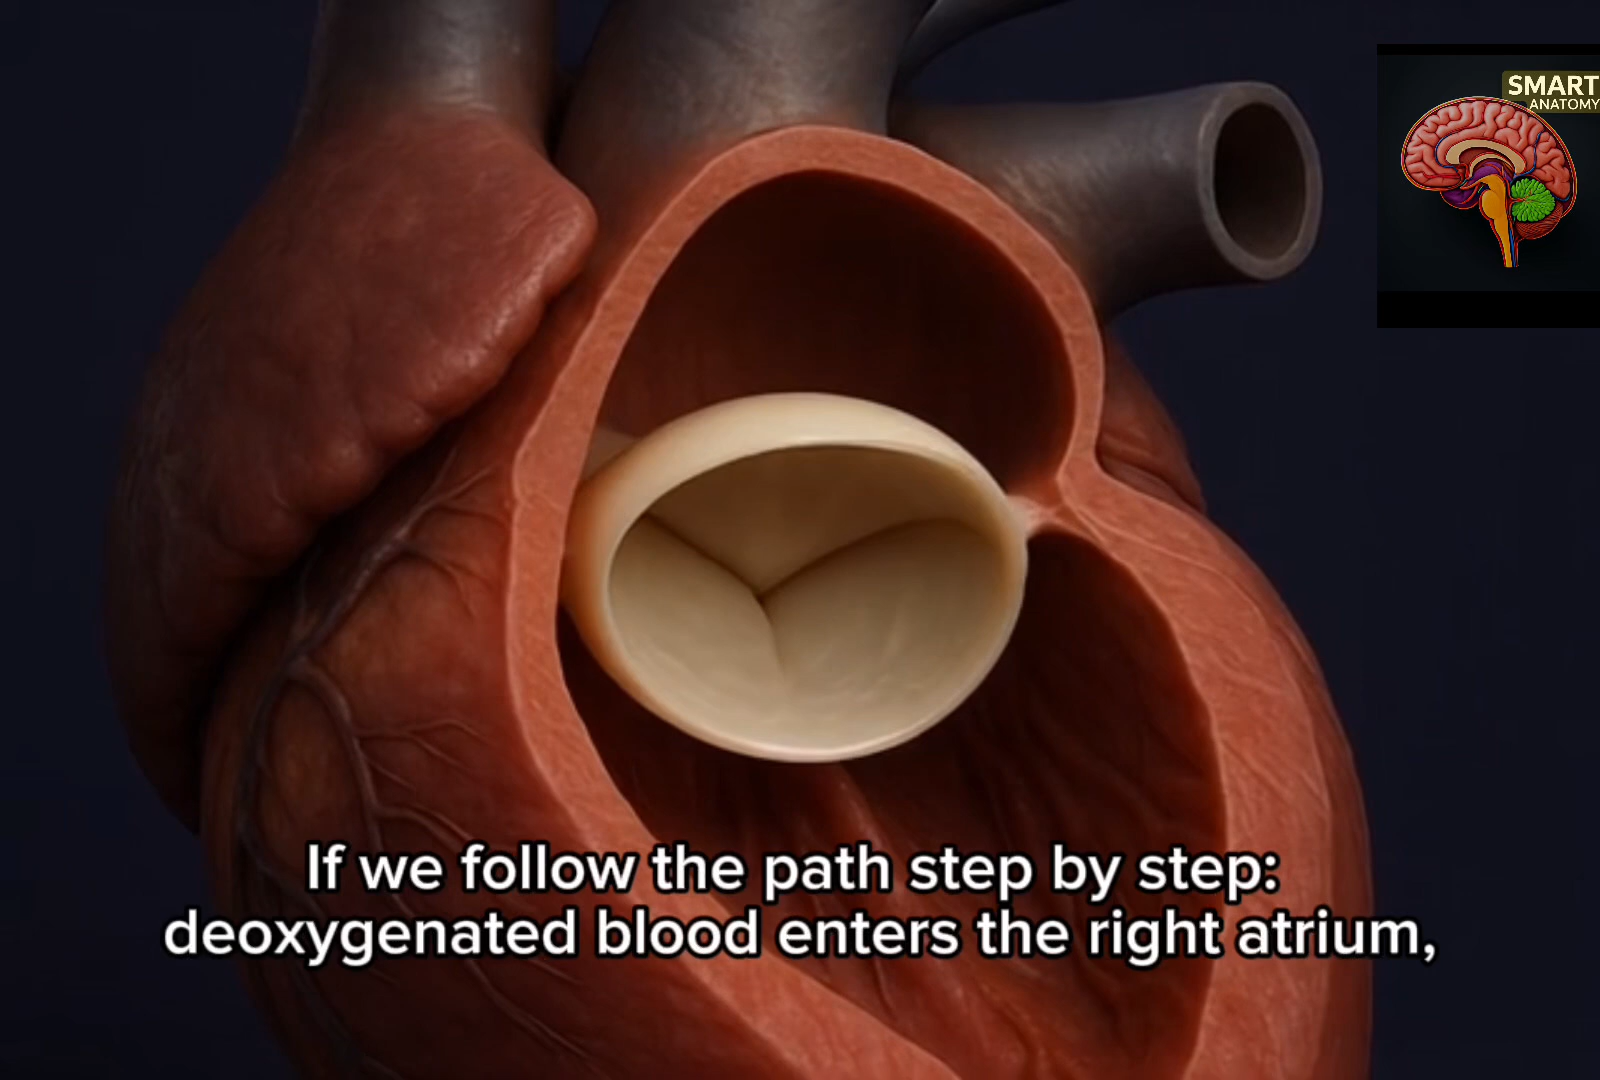 SMART
ANATOMY
If we follow the path step by step:
deoxygenated blood enters the right atrium,